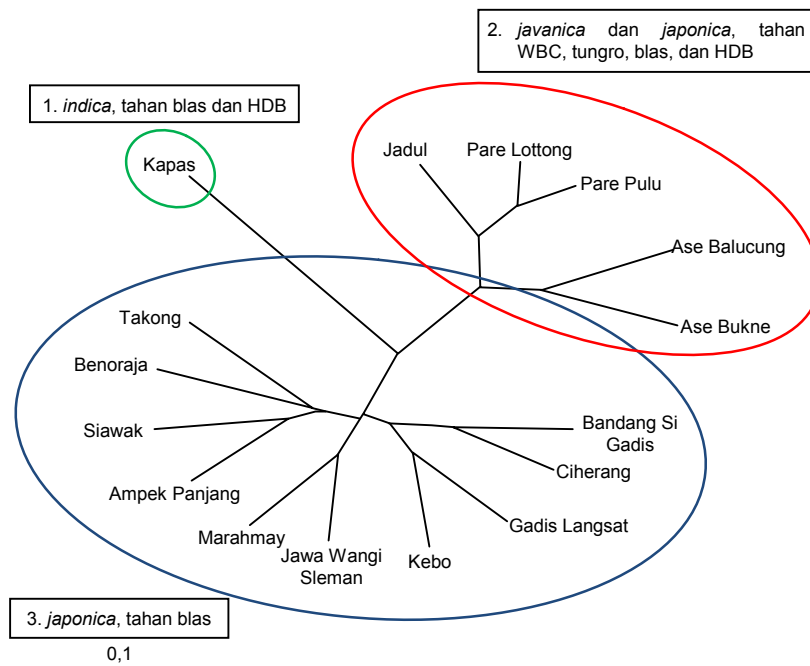 2. javanica dan japonica, tahan
WBC, tungro, blas, dan HDB
1. indica, tahan blas dan HDB
Kapas
Jadul
Pare Lottong
Pare Pulu
Ase Balucung
Ase Bukne
Takong
Benoraja
Siawak
Ampek Panjang
Marahmay
Jawa Wangi
Sleman
Kebo
Gadis Langsat
Ciherang
Bandang Si
Gadis
3. japonica, tahan blas
0,1